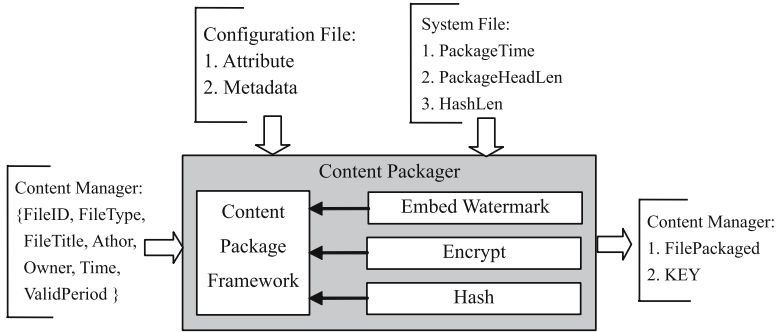 Configuration File:
1. Attribute
2. Metadata
System File:
1. PackageTime
2. PackageHeadLen
3. HashLen
Content Manager:
{FileID, FileType,
FileTitle, Athor,
Owner, Time,
ValidPeriod }
Content Packager
Content
Package
Framework
Embed Watermark
Encrypt
Hash
Content Manager:
1. FilePackaged
2. KEY